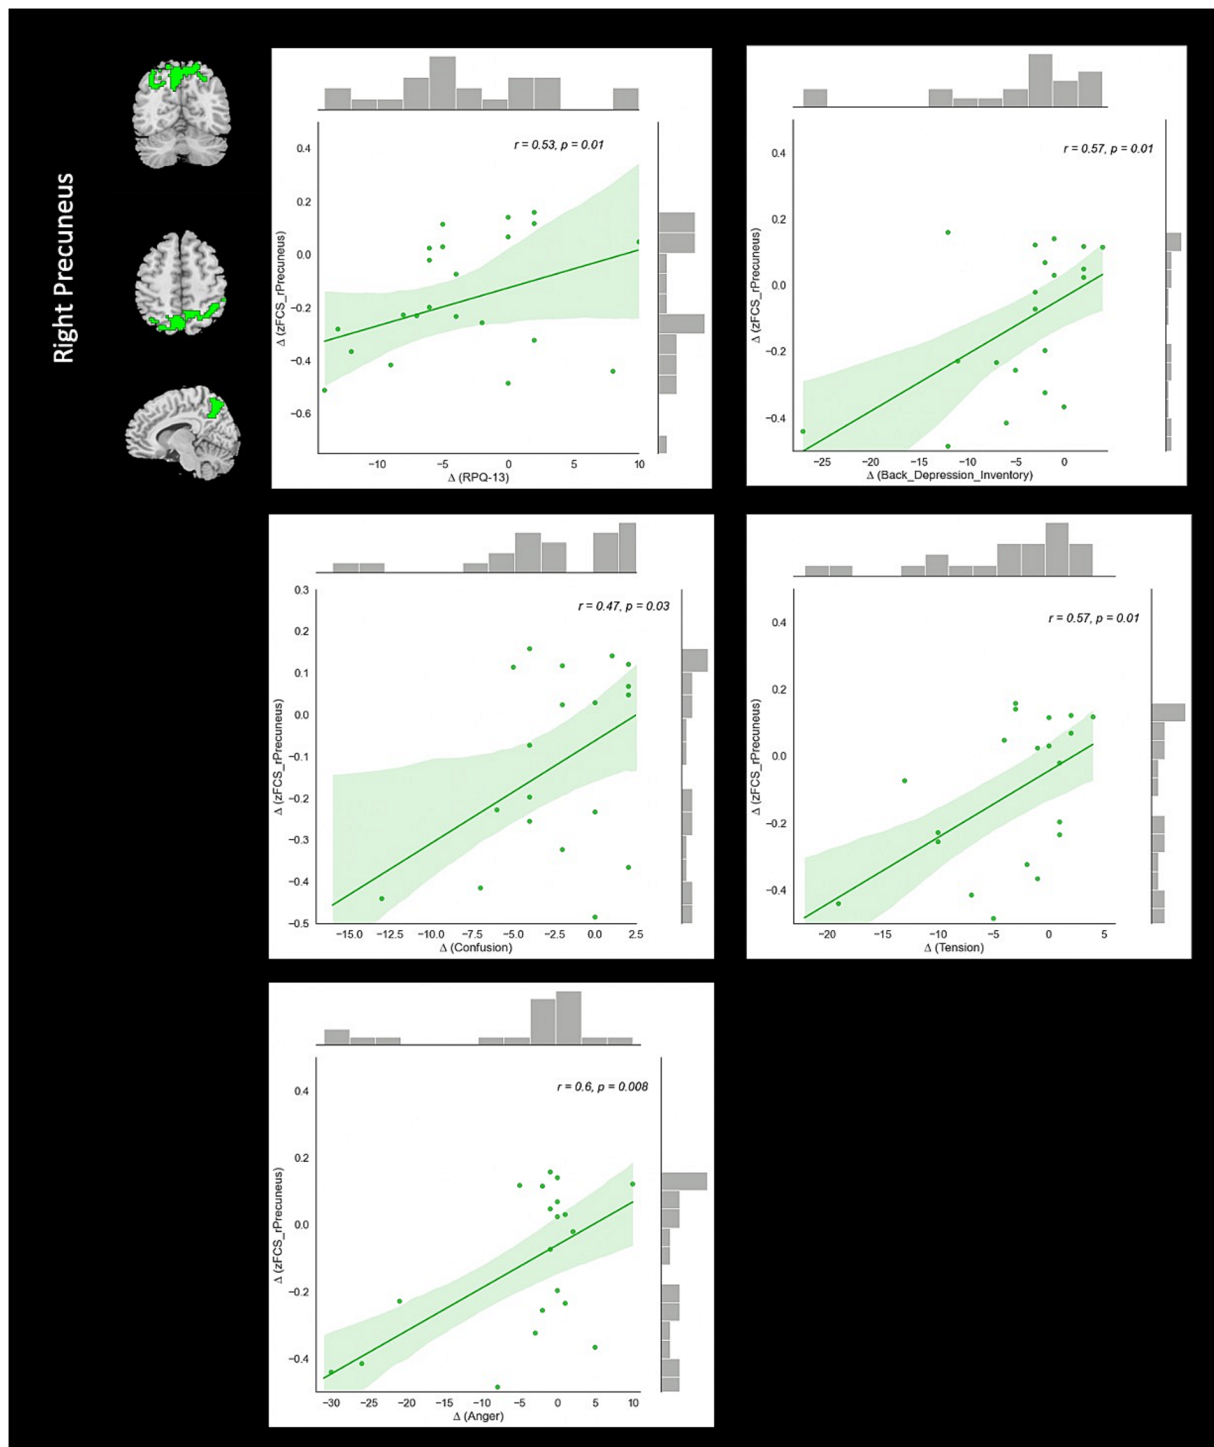 Right Precuneus
r = 0.53, p = 0.01
Δ (zFCS_rPrecuneus)
0.4
0.2
0.0
−0.2
−0.4
−0.6
−10 −5 0 5 10
Δ (RPQ-13)
r = 0.57, p = 0.01
Δ (zFCS_rPrecuneus)
0.4
0.2
0.0
−0.2
−0.4
−25 −20 −15 −10 −5 0
Δ (Back_Depression_Inventory)
r = 0.47, p = 0.03
Δ (zFCS_rPrecuneus)
0.3
0.2
0.1
0.0
−0.1
−0.2
−0.3
−0.4
−0.5
−15.0 −12.5 −10.0 −7.5 −5.0 −2.5 0.0 2.5
Δ (Confusion)
r = 0.57, p = 0.01
Δ (zFCS_rPrecuneus)
0.4
0.2
0.0
−0.2
−0.4
−20 −15 −10 −5 0 5
Δ (Tension)
r = 0.6, p = 0.008
Δ (zFCS_rPrecuneus)
0.4
0.2
0.0
−0.2
−0.4
−30 −25 −20 −15 −10 −5 0 5 10
Δ (Anger)